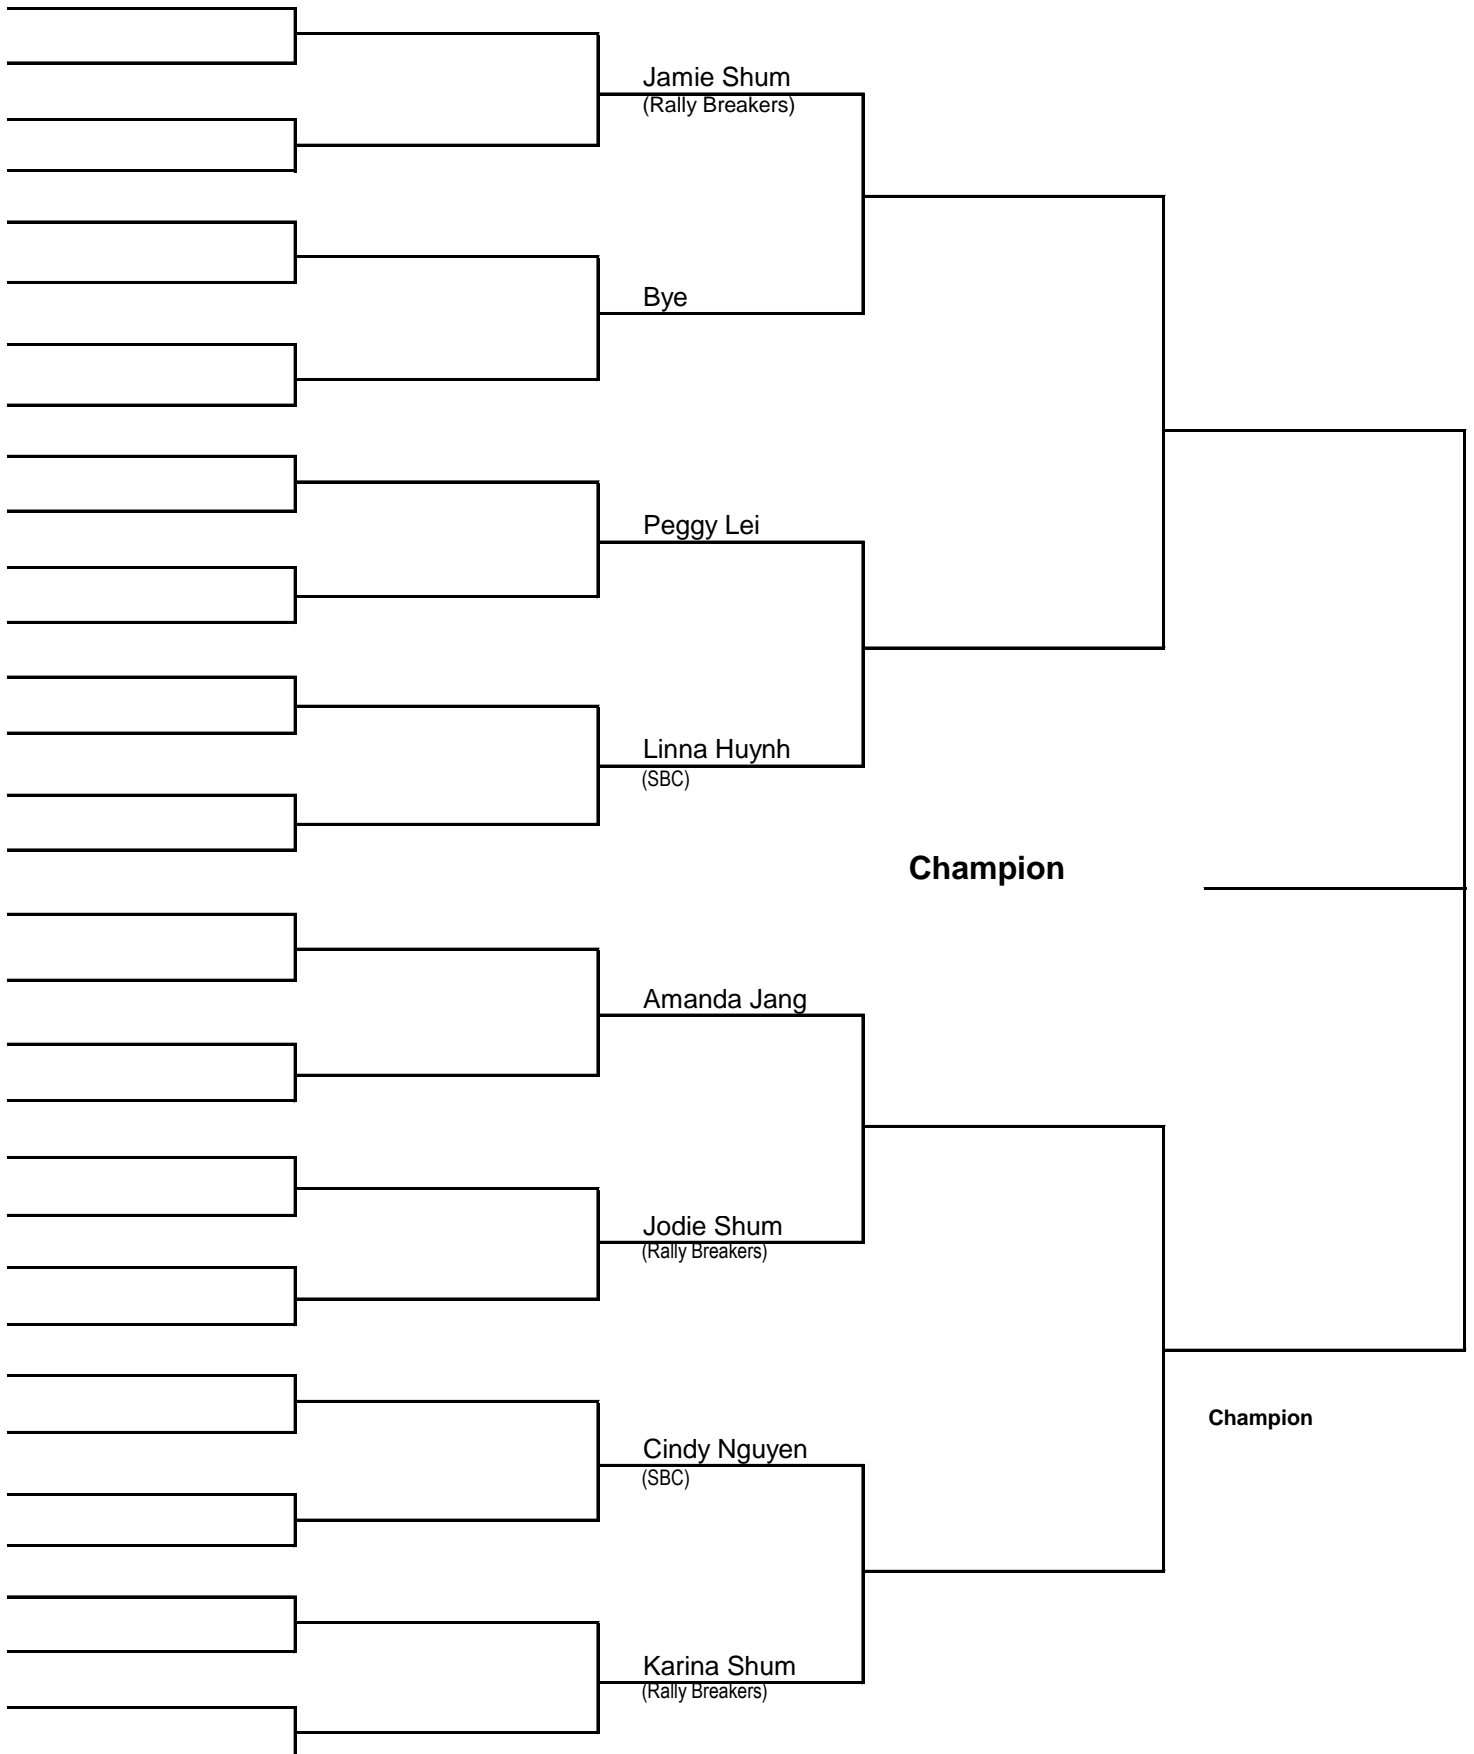 Jamie Shum
(Rally Breakers)
Bye
Peggy Lei
Linna Huynh
(SBC)
Champion
Amanda Jang
Jodie Shum
(Rally Breakers)
Champion
Cindy Nguyen
(SBC)
Karina Shum
(Rally Breakers)